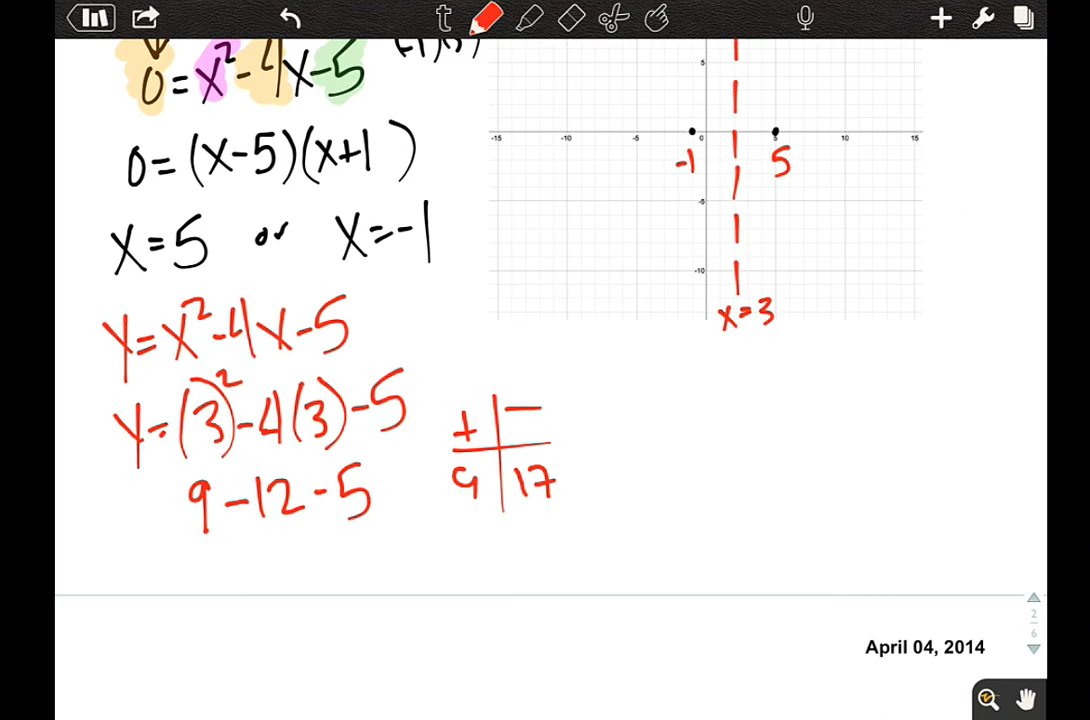 t
0=x²-4x-5
0=(x-5)(x+1)
x=5 or x=-1
y=x²-4x-5
y=(3)²-4(3)-5
9-12-5
+ | -
9 | 17
5
-15 -10 -5 0 5 10 15
-1 5
-5
-10
x=3
2
6
April 04, 2014